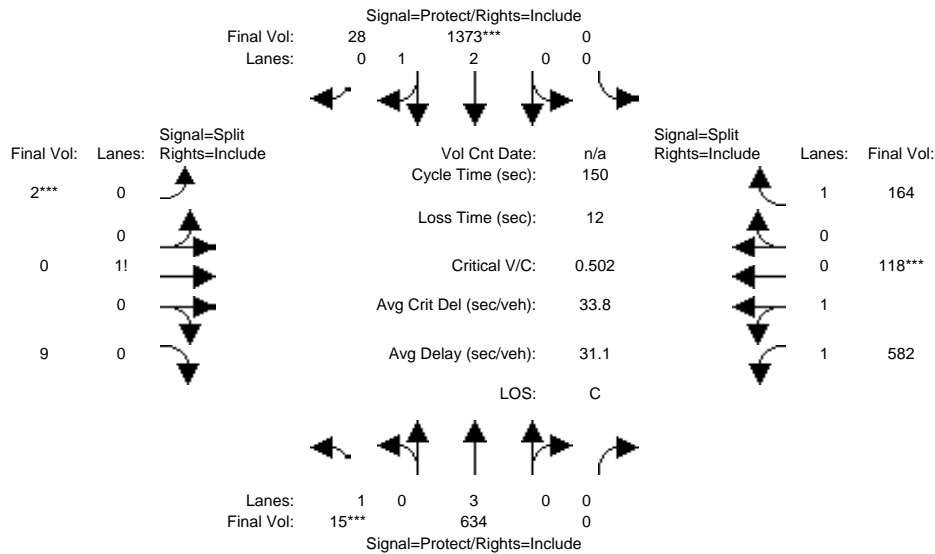 Signal=Protect/Rights=Include
Final Vol: 28 1373*** 0
Lanes: 0 1 2 0 0
Signal=Split
Final Vol: Lanes: Rights=Include
Vol Cnt Date: n/a
Signal=Split
Rights=Include Lanes: Final Vol:
Cycle Time (sec): 150
2*** 0
1 164
Loss Time (sec): 12
0
0
0 1!
Critical V/C: 0.502
0 118***
0
Avg Crit Del (sec/veh): 33.8
1
9 0
Avg Delay (sec/veh): 31.1
1 582
LOS: C
Lanes: 1 0 3 0 0
Final Vol: 15*** 634 0
Signal=Protect/Rights=Include